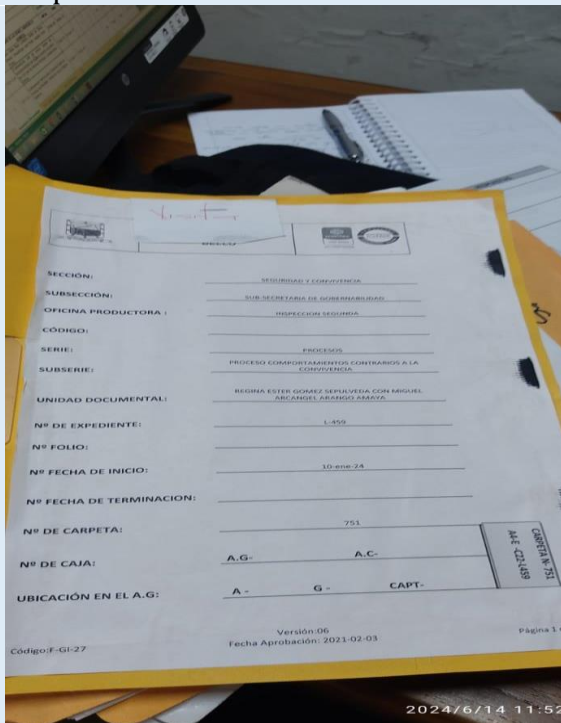 BELLO
SECCIÓN: SEGURIDAD Y CONVIVENCIA
SUBSECCIÓN: SUB-SECRETARIA DE GOBERNABILIDAD
OFICINA PRODUCTORA : INSPECCION SEGUNDA
CÓDIGO:
SERIE: PROCESOS
SUBSERIE: PROCESO COMPORTAMIENTOS CONTRARIOS A LA
CONVIVENCIA
UNIDAD DOCUMENTAL: REGINA ESTER GOMEZ SEPULVEDA CON MIGUEL
ARCANGEL ARANGO AMAYA
Nº DE EXPEDIENTE: L-459
Nº FOLIO:
Nº FECHA DE INICIO: 10-ene-24
Nº FECHA DE TERMINACION:
Nº DE CARPETA: 751
Nº DE CAJA: A.G- A.C-
UBICACIÓN EN EL A.G: A - G - CAPT-
CARPETA N- 751
A4-E -C22-L459
Código:F-GI-27
Versión:06
Fecha Aprobación: 2021-02-03
Página 1
2024/6/14 11:52